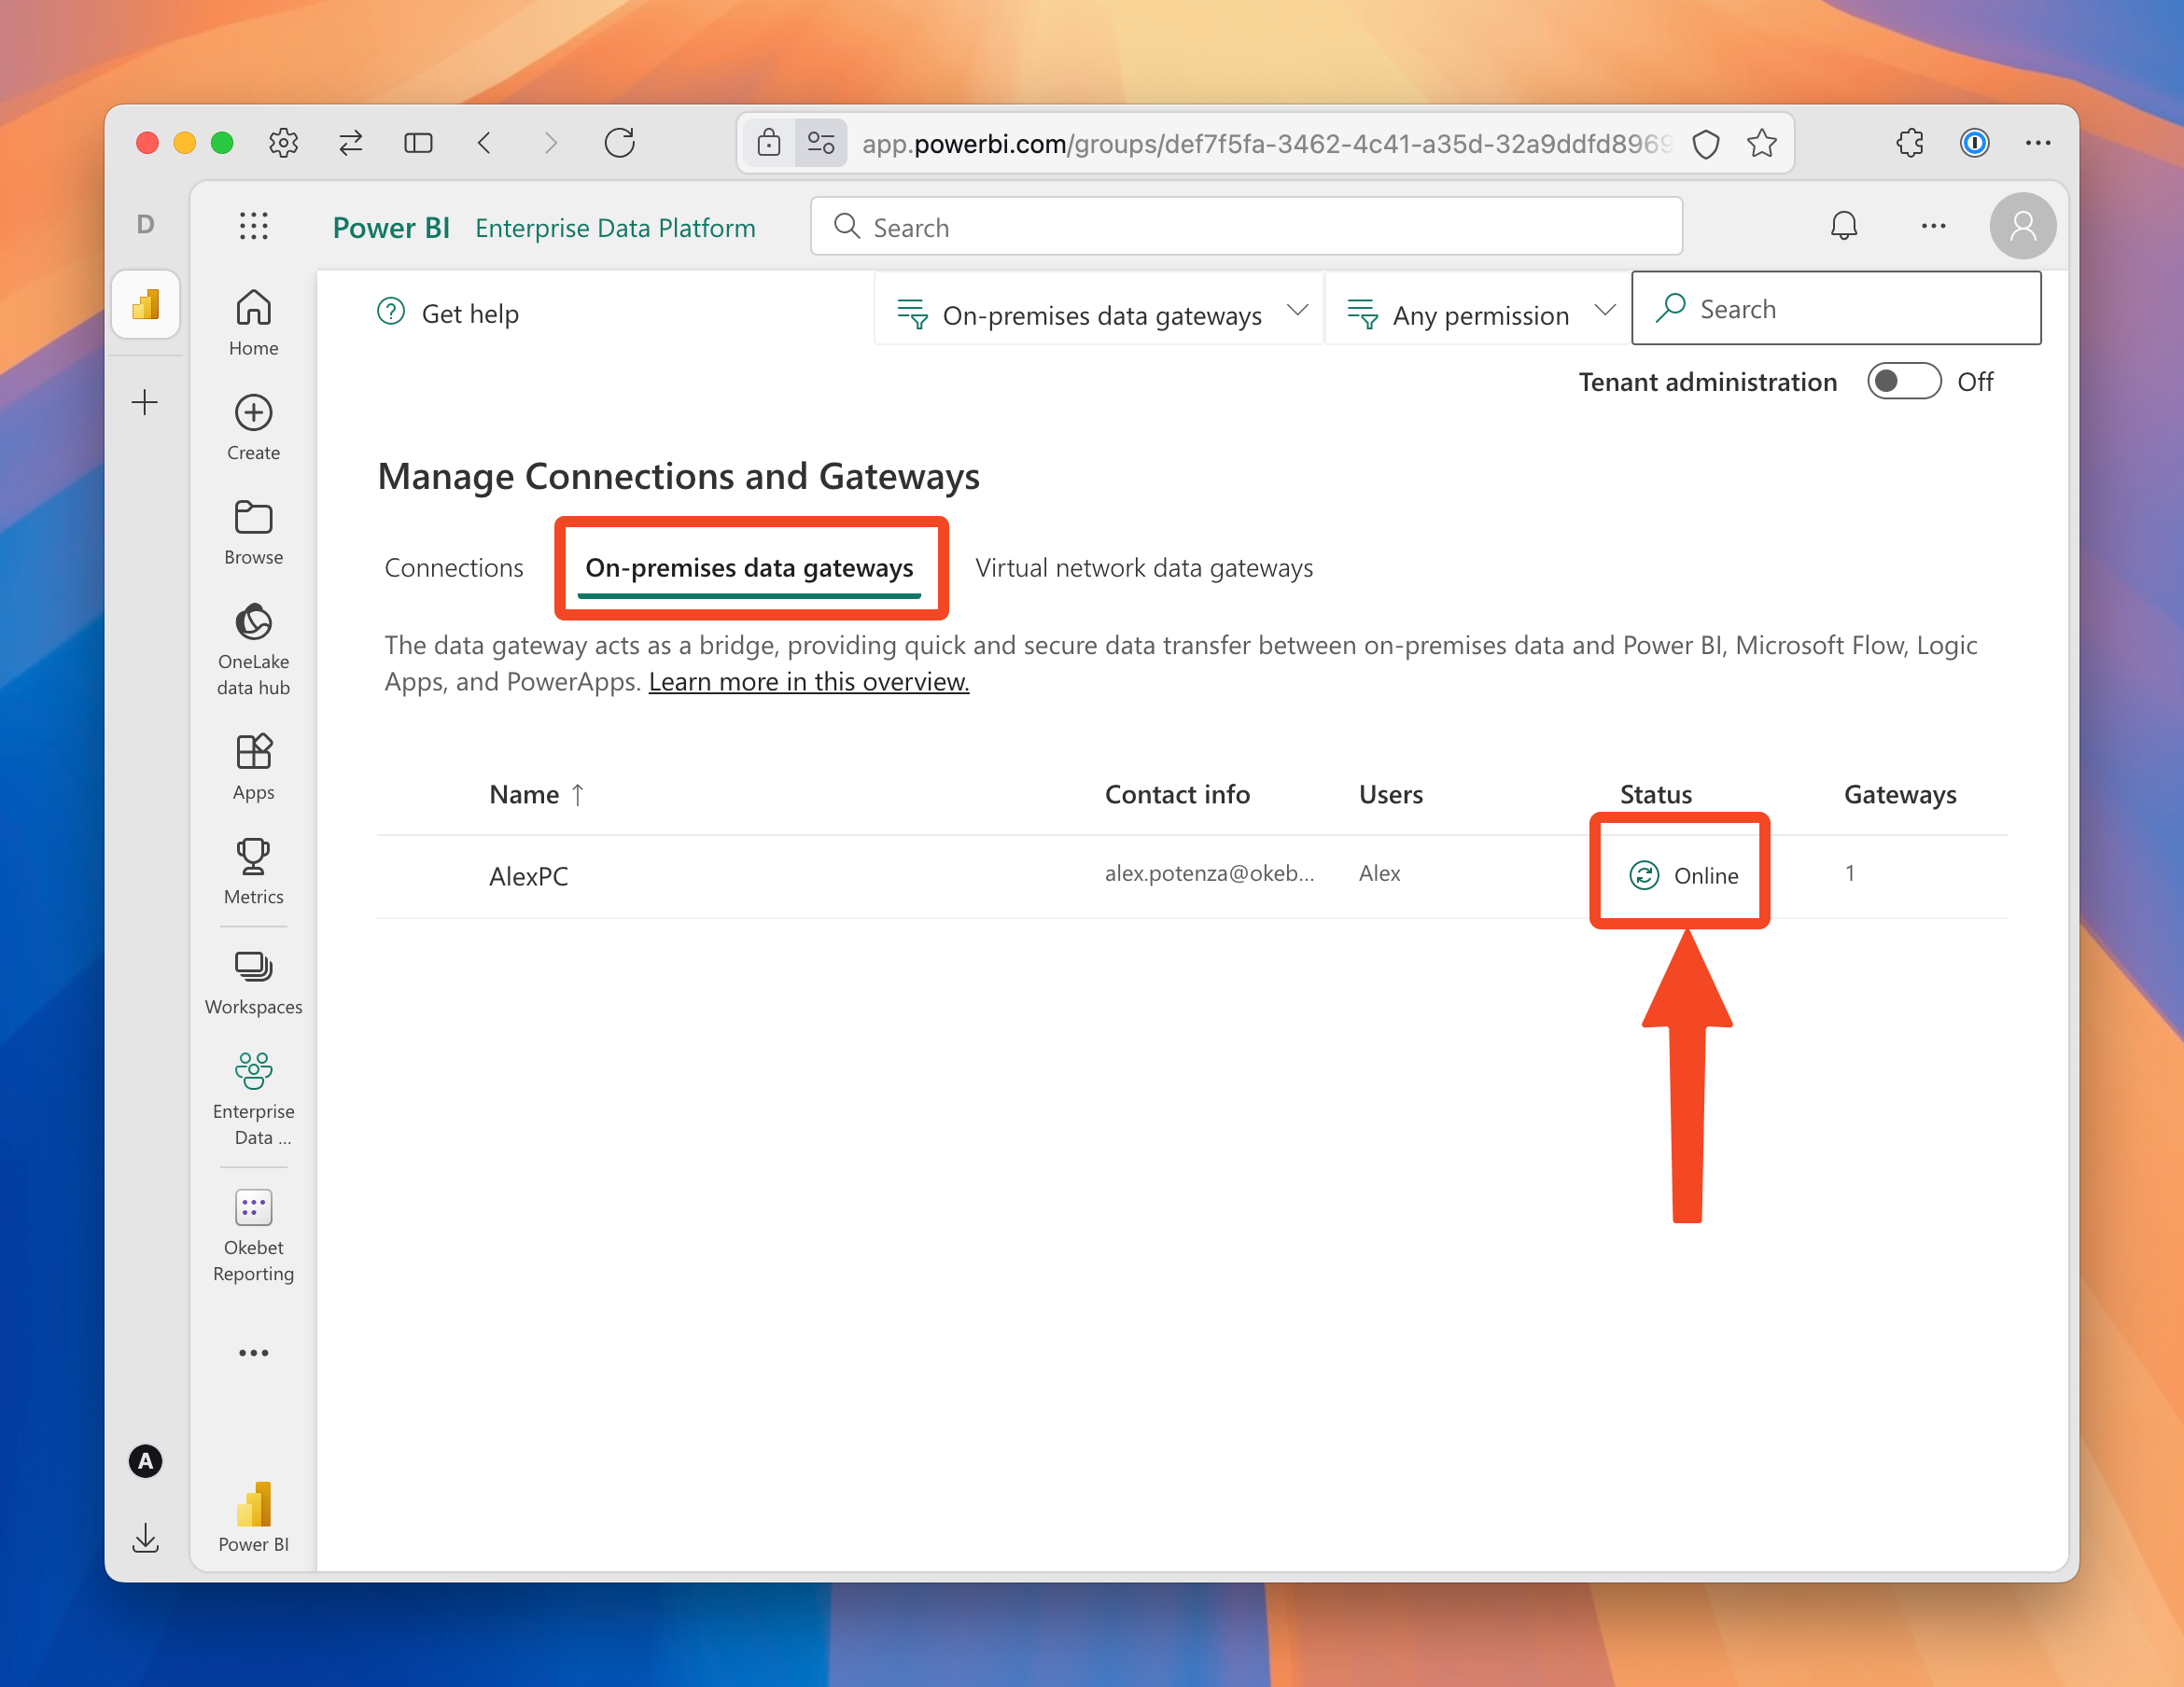 app.powerbi.com/groups/def7f5fa-3462-4c41-a35d-32a9ddfd8969
D
Power BI Enterprise Data Platform
Search
Get help
On-premises data gateways
Any permission
Search
Tenant administration
Off
Home
Create
Browse
OneLake
data hub
Apps
Metrics
Workspaces
Enterprise
Data ...
Okebet
Reporting
A
Power BI
Manage Connections and Gateways
Connections
On-premises data gateways
Virtual network data gateways
The data gateway acts as a bridge, providing quick and secure data transfer between on-premises data and Power BI, Microsoft Flow, Logic
Apps, and PowerApps. Learn more in this overview.
Name ↑ Contact info Users Status Gateways
AlexPC alex.potenza@okeb... Alex Online 1